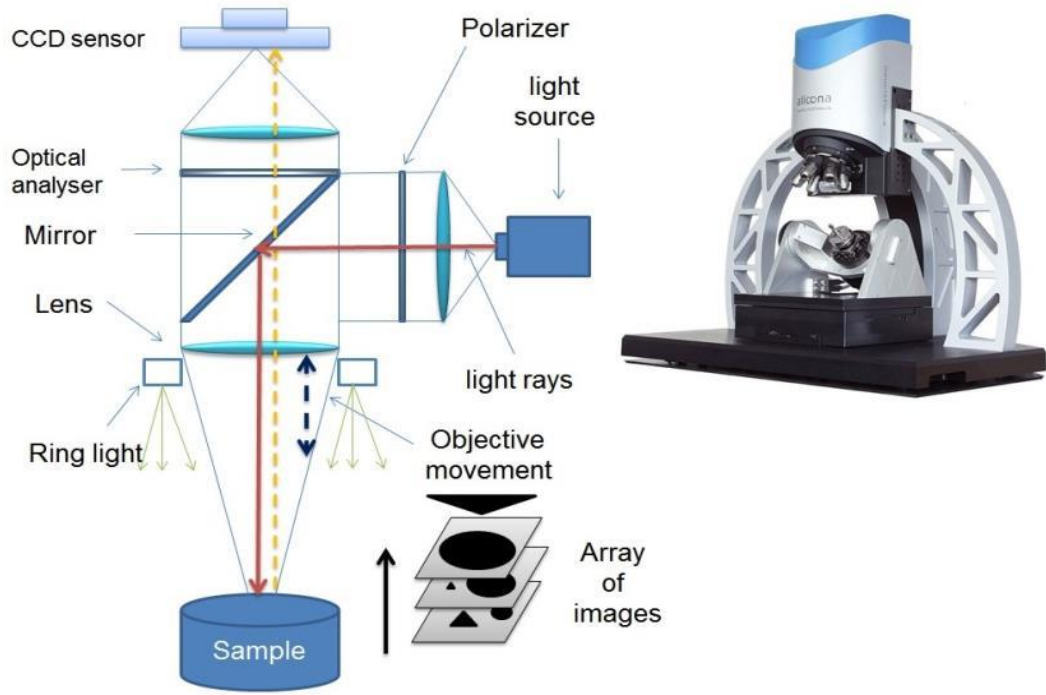 CCD sensor
Polarizer
light
source
Optical
analyser
Mirror
Lens
light rays
Ring light
Objective
movement
Array
of
images
Sample
alicona